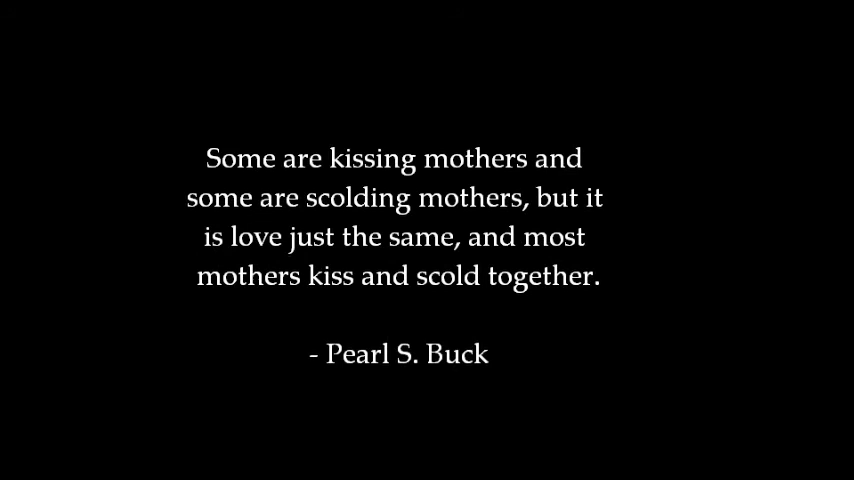 Some are kissing mothers and
some are scolding mothers, but it
is love just the same, and most
mothers kiss and scold together.
- Pearl S. Buck